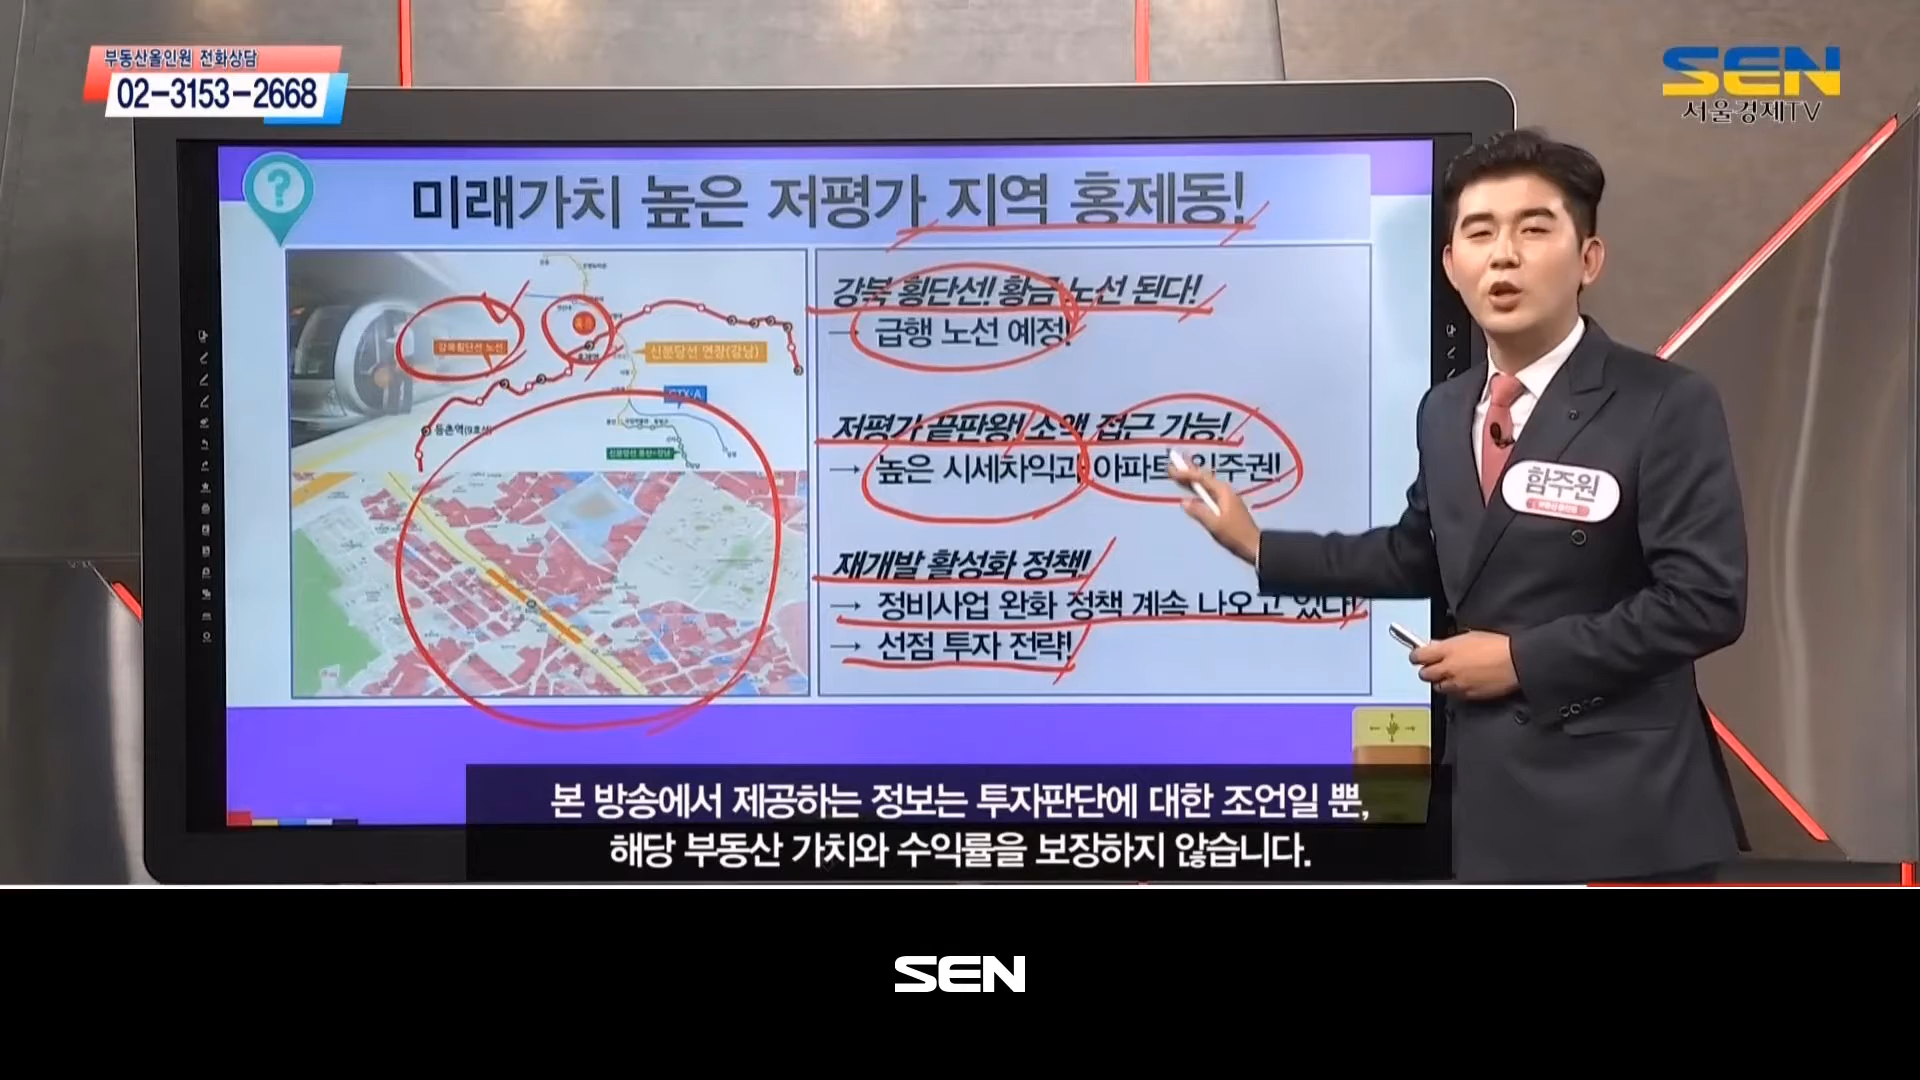 부동산올인원 전화상담
02-3153-2668
SEN
서울경제TV
미래가치 높은 저평가 지역 홍제동!
강북 횡단선! 황금 노선 된다!
→ 급행 노선 예정!
강북횡단선 노선
신분당선 연장(강남)
GTX-A
등촌역(9호선)
저평가 끝판왕! 소액 접근 가능!
→ 높은 시세차익과 아파트 입주권!
함주원
재개발 활성화 정책!
→ 정비사업 완화 정책 계속 나오고 있다!
→ 선점 투자 전략!
본 방송에서 제공하는 정보는 투자판단에 대한 조언일 뿐,
해당 부동산 가치와 수익률을 보장하지 않습니다.
SEN